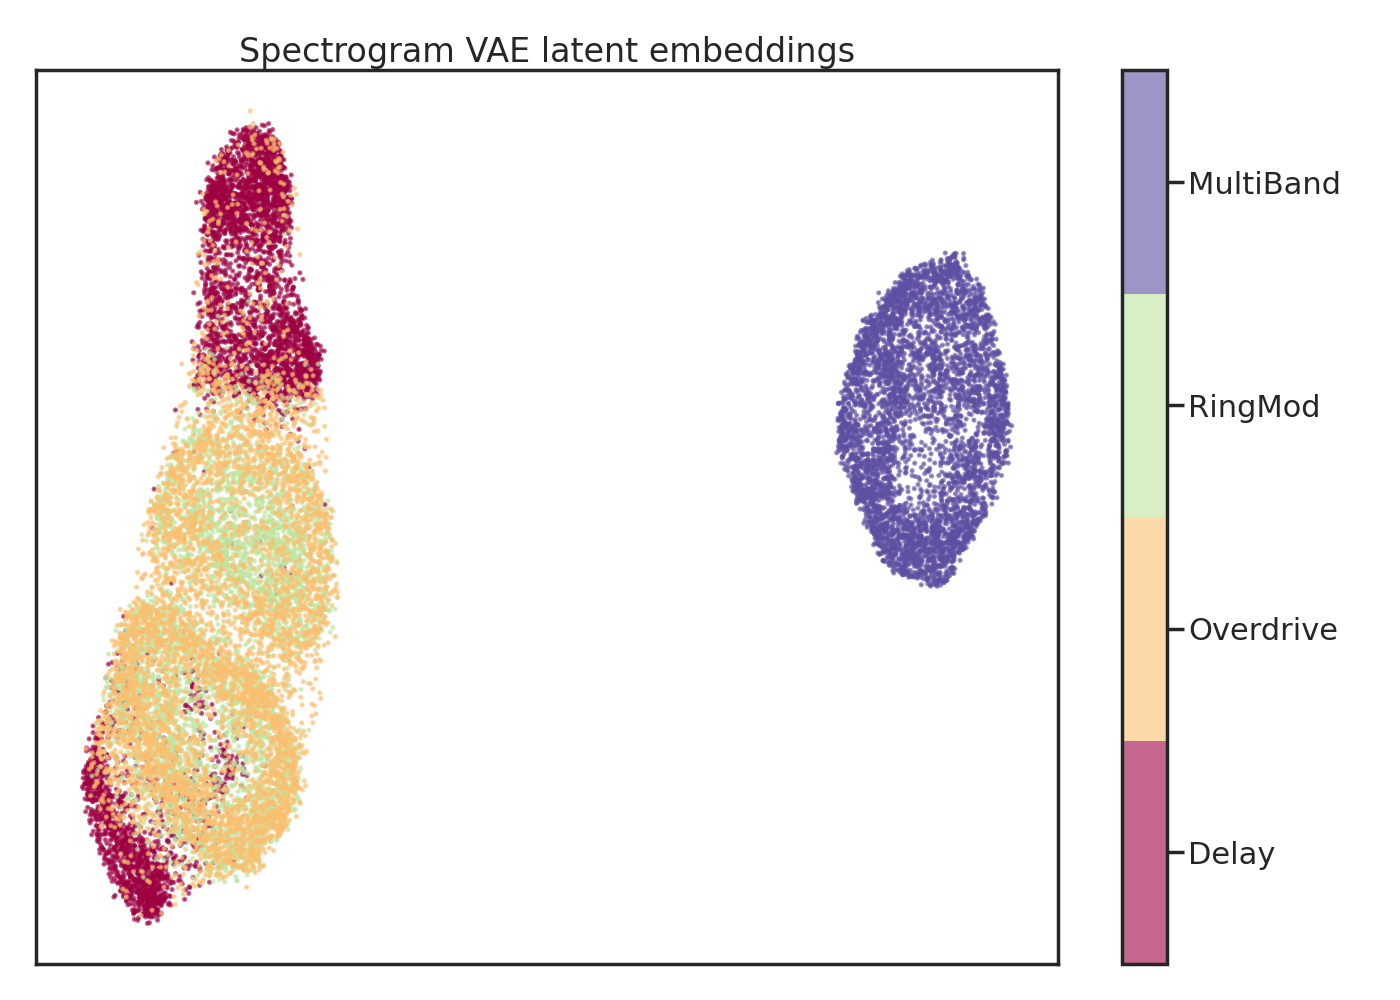 Spectrogram VAE latent embeddings
MultiBand
RingMod
Overdrive
Delay